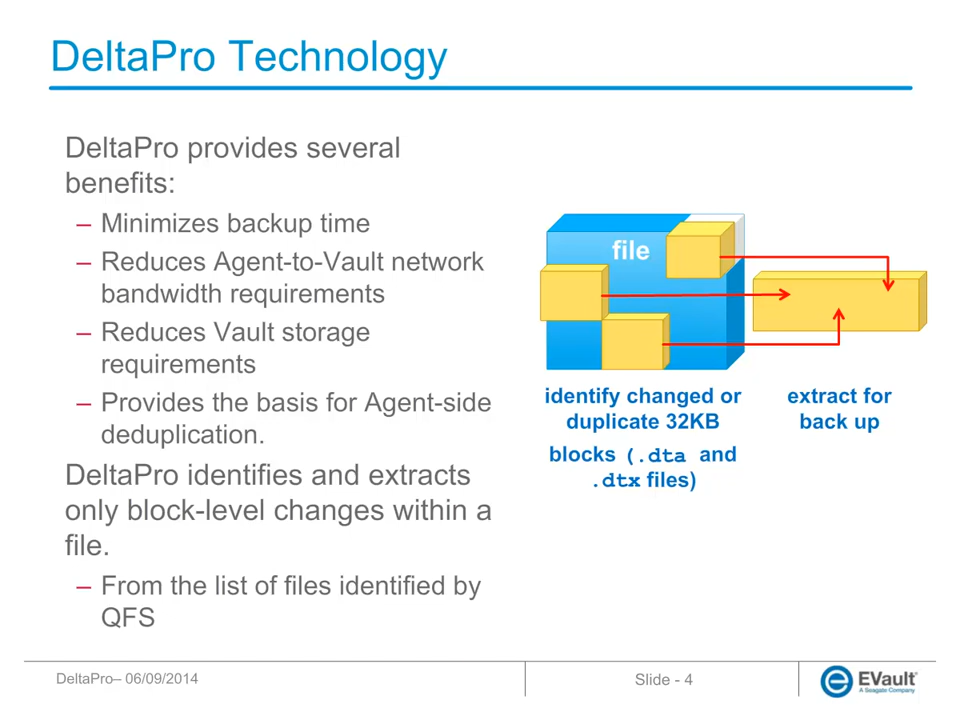 DeltaPro Technology
DeltaPro provides several
benefits:
– Minimizes backup time
– Reduces Agent-to-Vault network
bandwidth requirements
– Reduces Vault storage
requirements
– Provides the basis for Agent-side
deduplication.
DeltaPro identifies and extracts
only block-level changes within a
file.
– From the list of files identified by
QFS
file
identify changed or
duplicate 32KB
blocks (.dta and
.dtx files)
extract for
back up
DeltaPro– 06/09/2014
Slide - 4
EVault
A Seagate Company